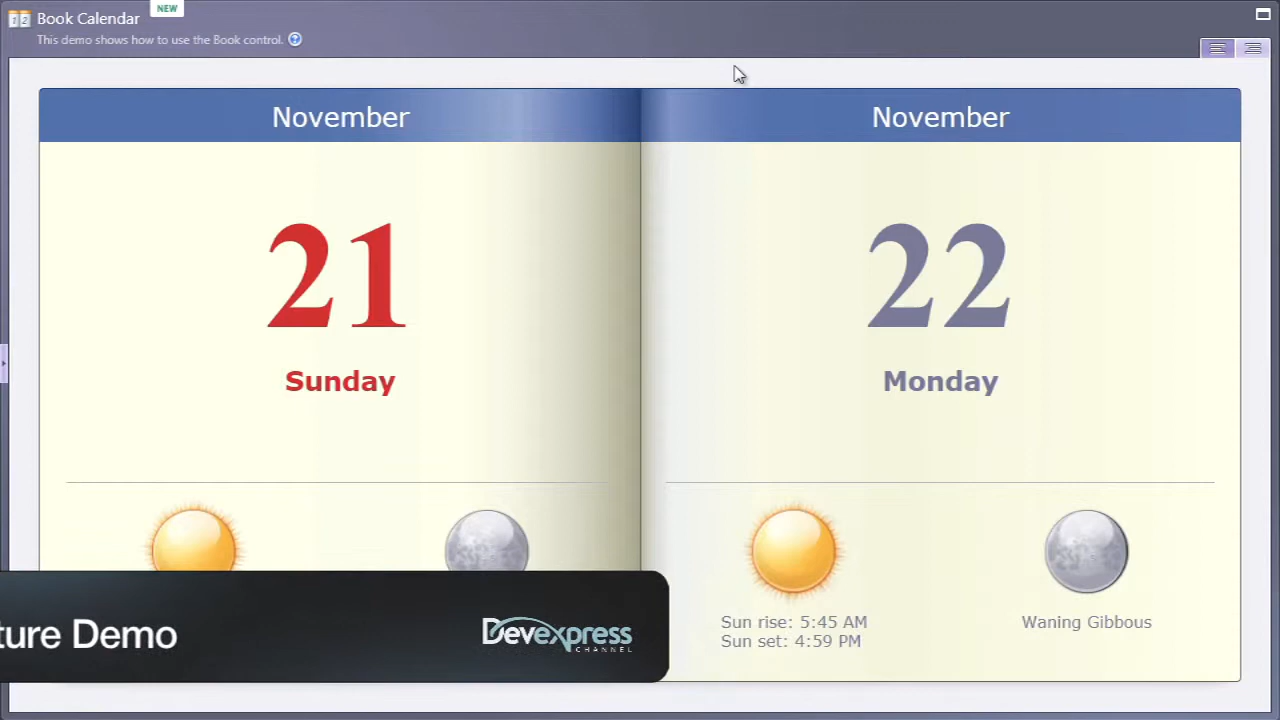 Book Calendar
NEW
This demo shows how to use the Book control.
November
21
Sunday
November
22
Monday
Sun rise: 5:45 AM
Sun set: 4:59 PM
Waning Gibbous
ture Demo
Devexpress
CHANNEL